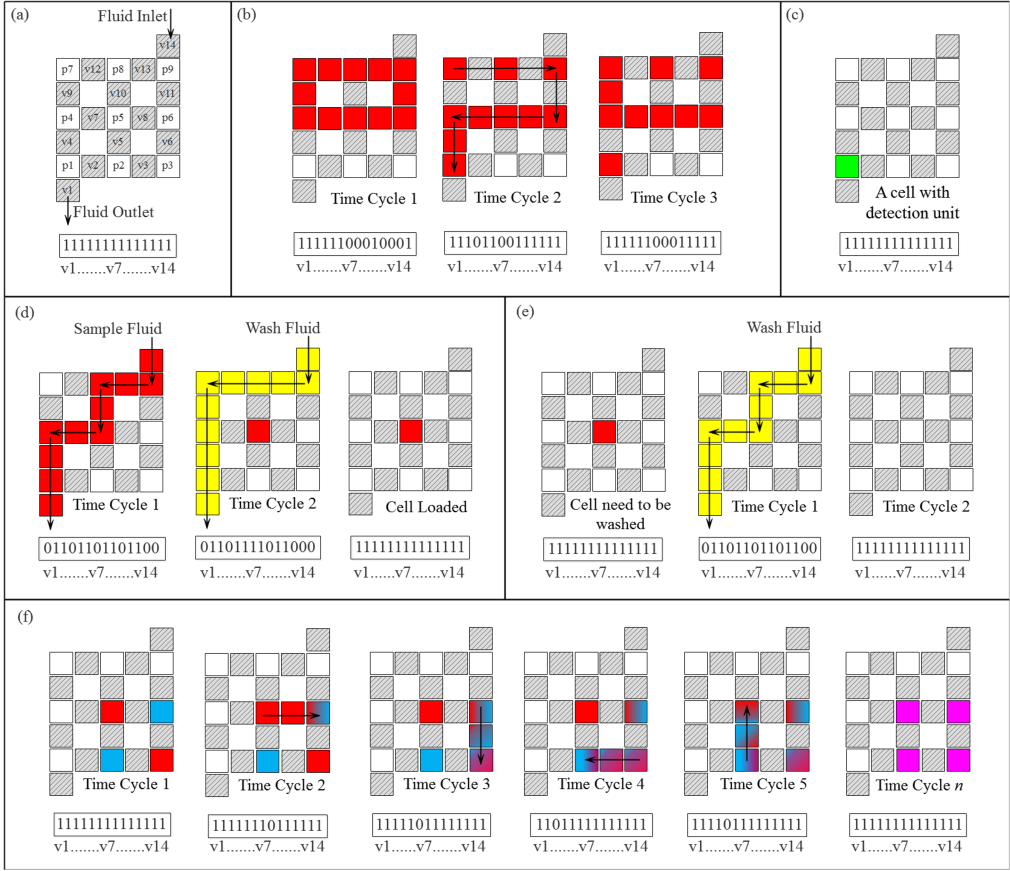 (a)
Fluid Inlet
v14
p7 v12 p8 v13 p9
v9 v10 v11
p4 v7 p5 v8 p6
v4 v5 v6
p1 v2 p2 v3 p3
v1
Fluid Outlet
11111111111111
v1.......v7.......v14
(b)
Time Cycle 1
11111100010001
v1.......v7.......v14
Time Cycle 2
11101100111111
v1.......v7.......v14
Time Cycle 3
11111100011111
v1.......v7.......v14
(c)
A cell with
detection unit
11111111111111
v1.......v7.......v14
(d)
Sample Fluid
Time Cycle 1
01101101101100
v1.......v7.......v14
Wash Fluid
Time Cycle 2
01101111011000
v1.......v7.......v14
Cell Loaded
11111111111111
v1.......v7.......v14
(e)
Cell need to be
washed
11111111111111
v1.......v7.......v14
Wash Fluid
Time Cycle 1
01101101101100
v1.......v7.......v14
Time Cycle 2
11111111111111
v1.......v7.......v14
(f)
Time Cycle 1
11111111111111
v1.......v7.......v14
Time Cycle 2
11111110111111
v1.......v7.......v14
Time Cycle 3
11111011111111
v1.......v7.......v14
Time Cycle 4
11011111111111
v1.......v7.......v14
Time Cycle 5
11110111111111
v1.......v7.......v14
Time Cycle n
11111111111111
v1.......v7.......v14